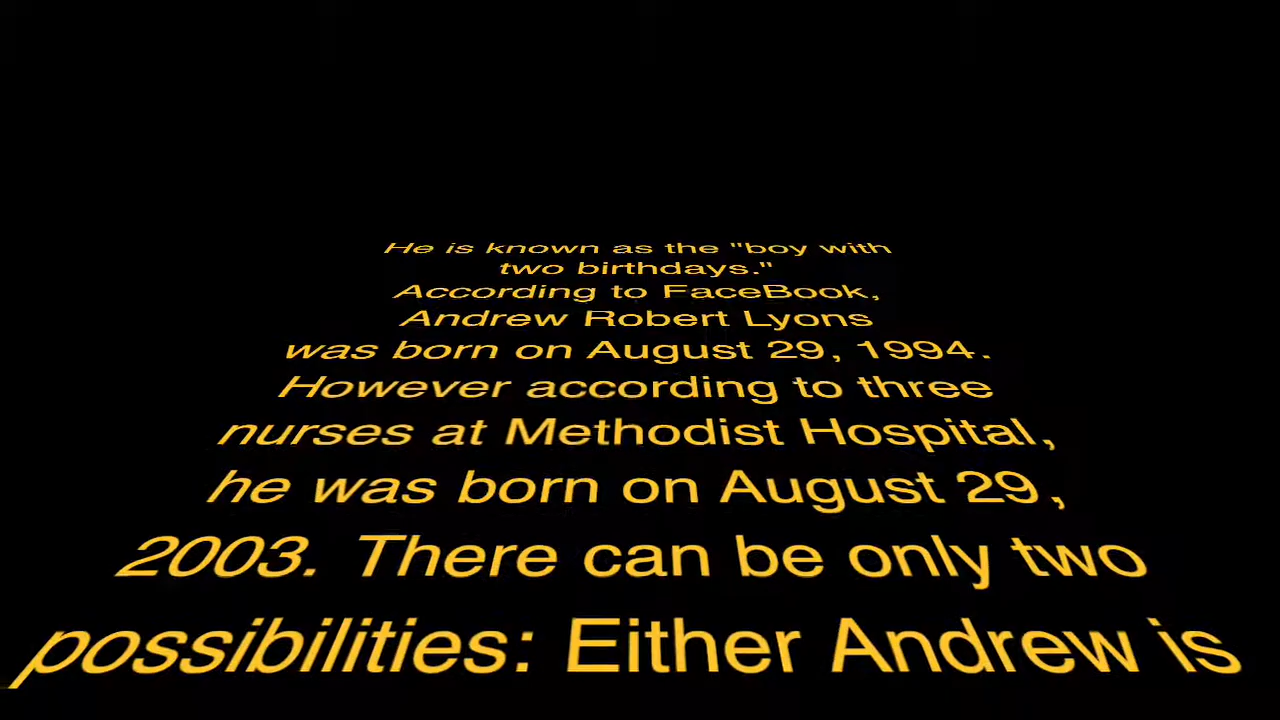 He is known as the "boy with
two birthdays."
According to FaceBook,
Andrew Robert Lyons
was born on August 29, 1994.
However according to three
nurses at Methodist Hospital,
he was born on August 29,
2003. There can be only two
possibilities: Either Andrew is